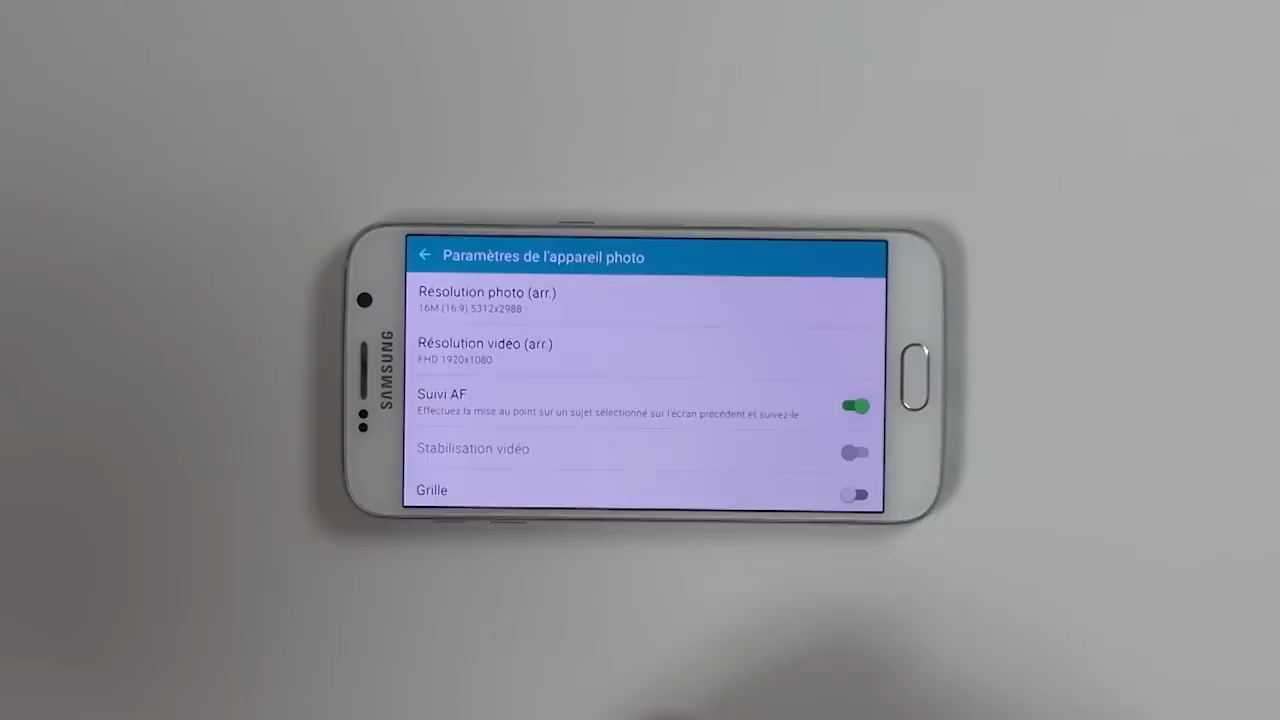 SAMSUNG
Paramètres de l'appareil photo
Résolution photo (arr.)
16M (16:9) 5312x2988
Résolution vidéo (arr.)
FHD 1920x1080
Suivi AF
Effectuez la mise au point sur un sujet sélectionné sur l'écran précédent et suivez-le
Stabilisation vidéo
Grille